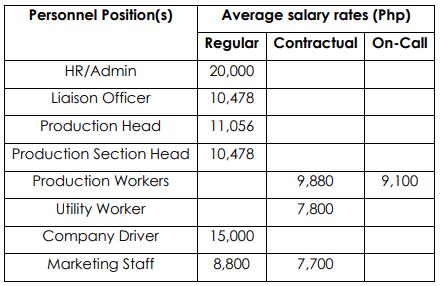 Personnel Position(s) Average salary rates (Php)
Regular Contractual On-Call
HR/Admin 20,000
Liaison Officer 10,478
Production Head 11,056
Production Section Head 10,478
Production Workers 9,880 9,100
Utility Worker 7,800
Company Driver 15,000
Marketing Staff 8,800 7,700